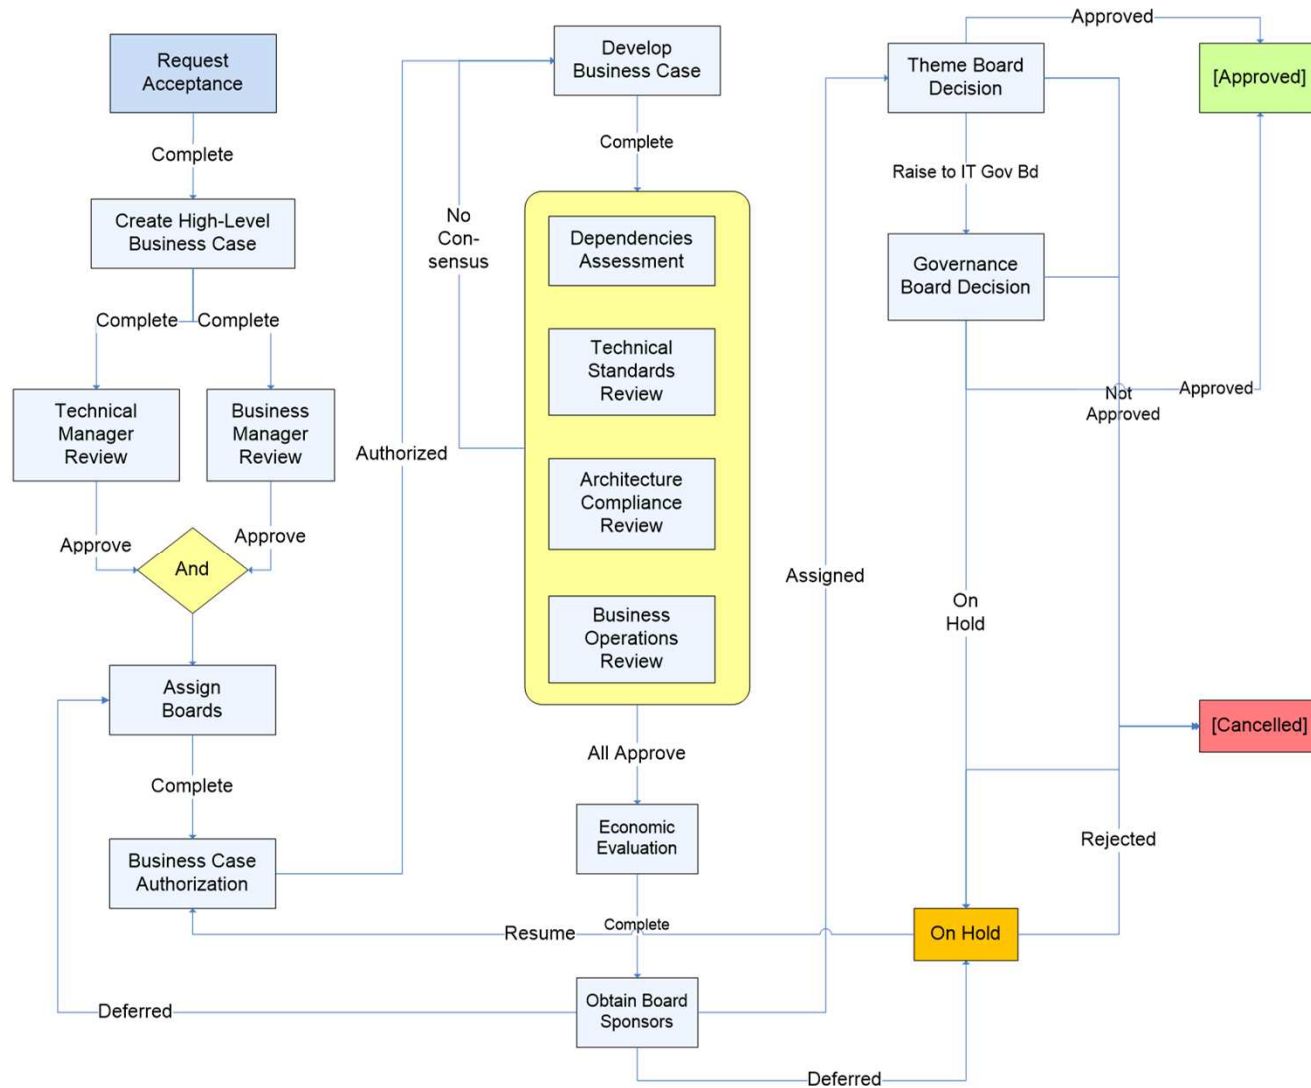 Request
Acceptance
Complete
Create High-Level
Business Case
Complete
Complete
Technical
Manager
Review
Business
Manager
Review
Approve
Approve
And
Assign
Boards
Complete
Business Case
Authorization
Authorized
Develop
Business Case
Complete
No
Con-
sensus
Dependencies
Assessment
Technical
Standards
Review
Architecture
Compliance
Review
Business
Operations
Review
All Approve
Economic
Evaluation
Complete
Obtain Board
Sponsors
Deferred
Deferred
Resume
Assigned
Theme Board
Decision
Approved
[Approved]
Raise to IT Gov Bd
Governance
Board Decision
Not
Approved
Approved
On
Hold
[Cancelled]
Rejected
On Hold